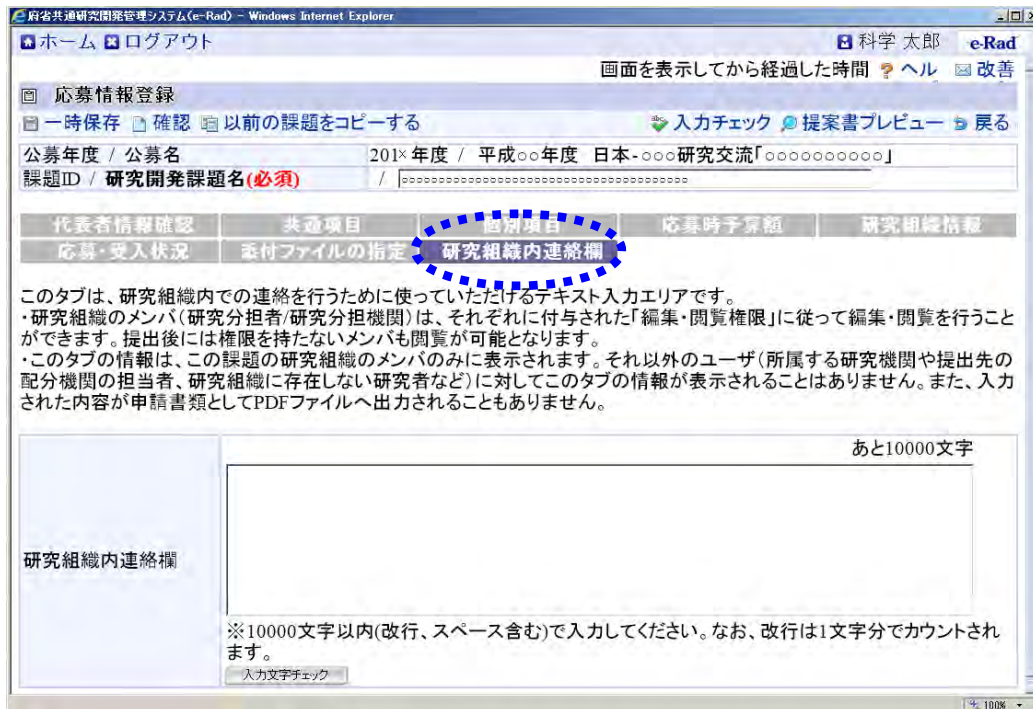 府省共通研究開発管理システム(e-Rad) - Windows Internet Explorer
ホーム ログアウト 科学 太郎 e-Rad
画面を表示してから経過した時間 ヘル 改善
応募情報登録
一時保存 確認 以前の課題をコピーする 入力チェック 提案書プレビュー 戻る
公募年度 / 公募名 201×年度 / 平成○○年度 日本-○○○研究交流「○○○○○○○○○○」
課題ID / 研究開発課題名(必須) / ○○○○○○○○○○○○○○○○○○○○○○○○○○○○○○○○○○○○○○
代表者情報確認 共通項目 個別項目 応募時予算額 研究組織情報
応募・受入状況 添付ファイルの指定 研究組織内連絡欄
このタブは、研究組織内での連絡を行うために使っていただけるテキスト入力エリアです。
・研究組織のメンバ(研究分担者/研究分担機関)は、それぞれに付与された「編集・閲覧権限」に従って編集・閲覧を行うこと
ができます。提出後には権限を持たないメンバも閲覧が可能となります。
・このタブの情報は、この課題の研究組織のメンバのみに表示されます。それ以外のユーザ(所属する研究機関や提出先の
配分機関の担当者、研究組織に存在しない研究者など)に対してこのタブの情報が表示されることはありません。また、入力
された内容が申請書類としてPDFファイルへ出力されることもありません。
あと10000文字
研究組織内連絡欄
※10000文字以内(改行、スペース含む)で入力してください。なお、改行は1文字分でカウントされ
ます。
入力文字チェック
100%